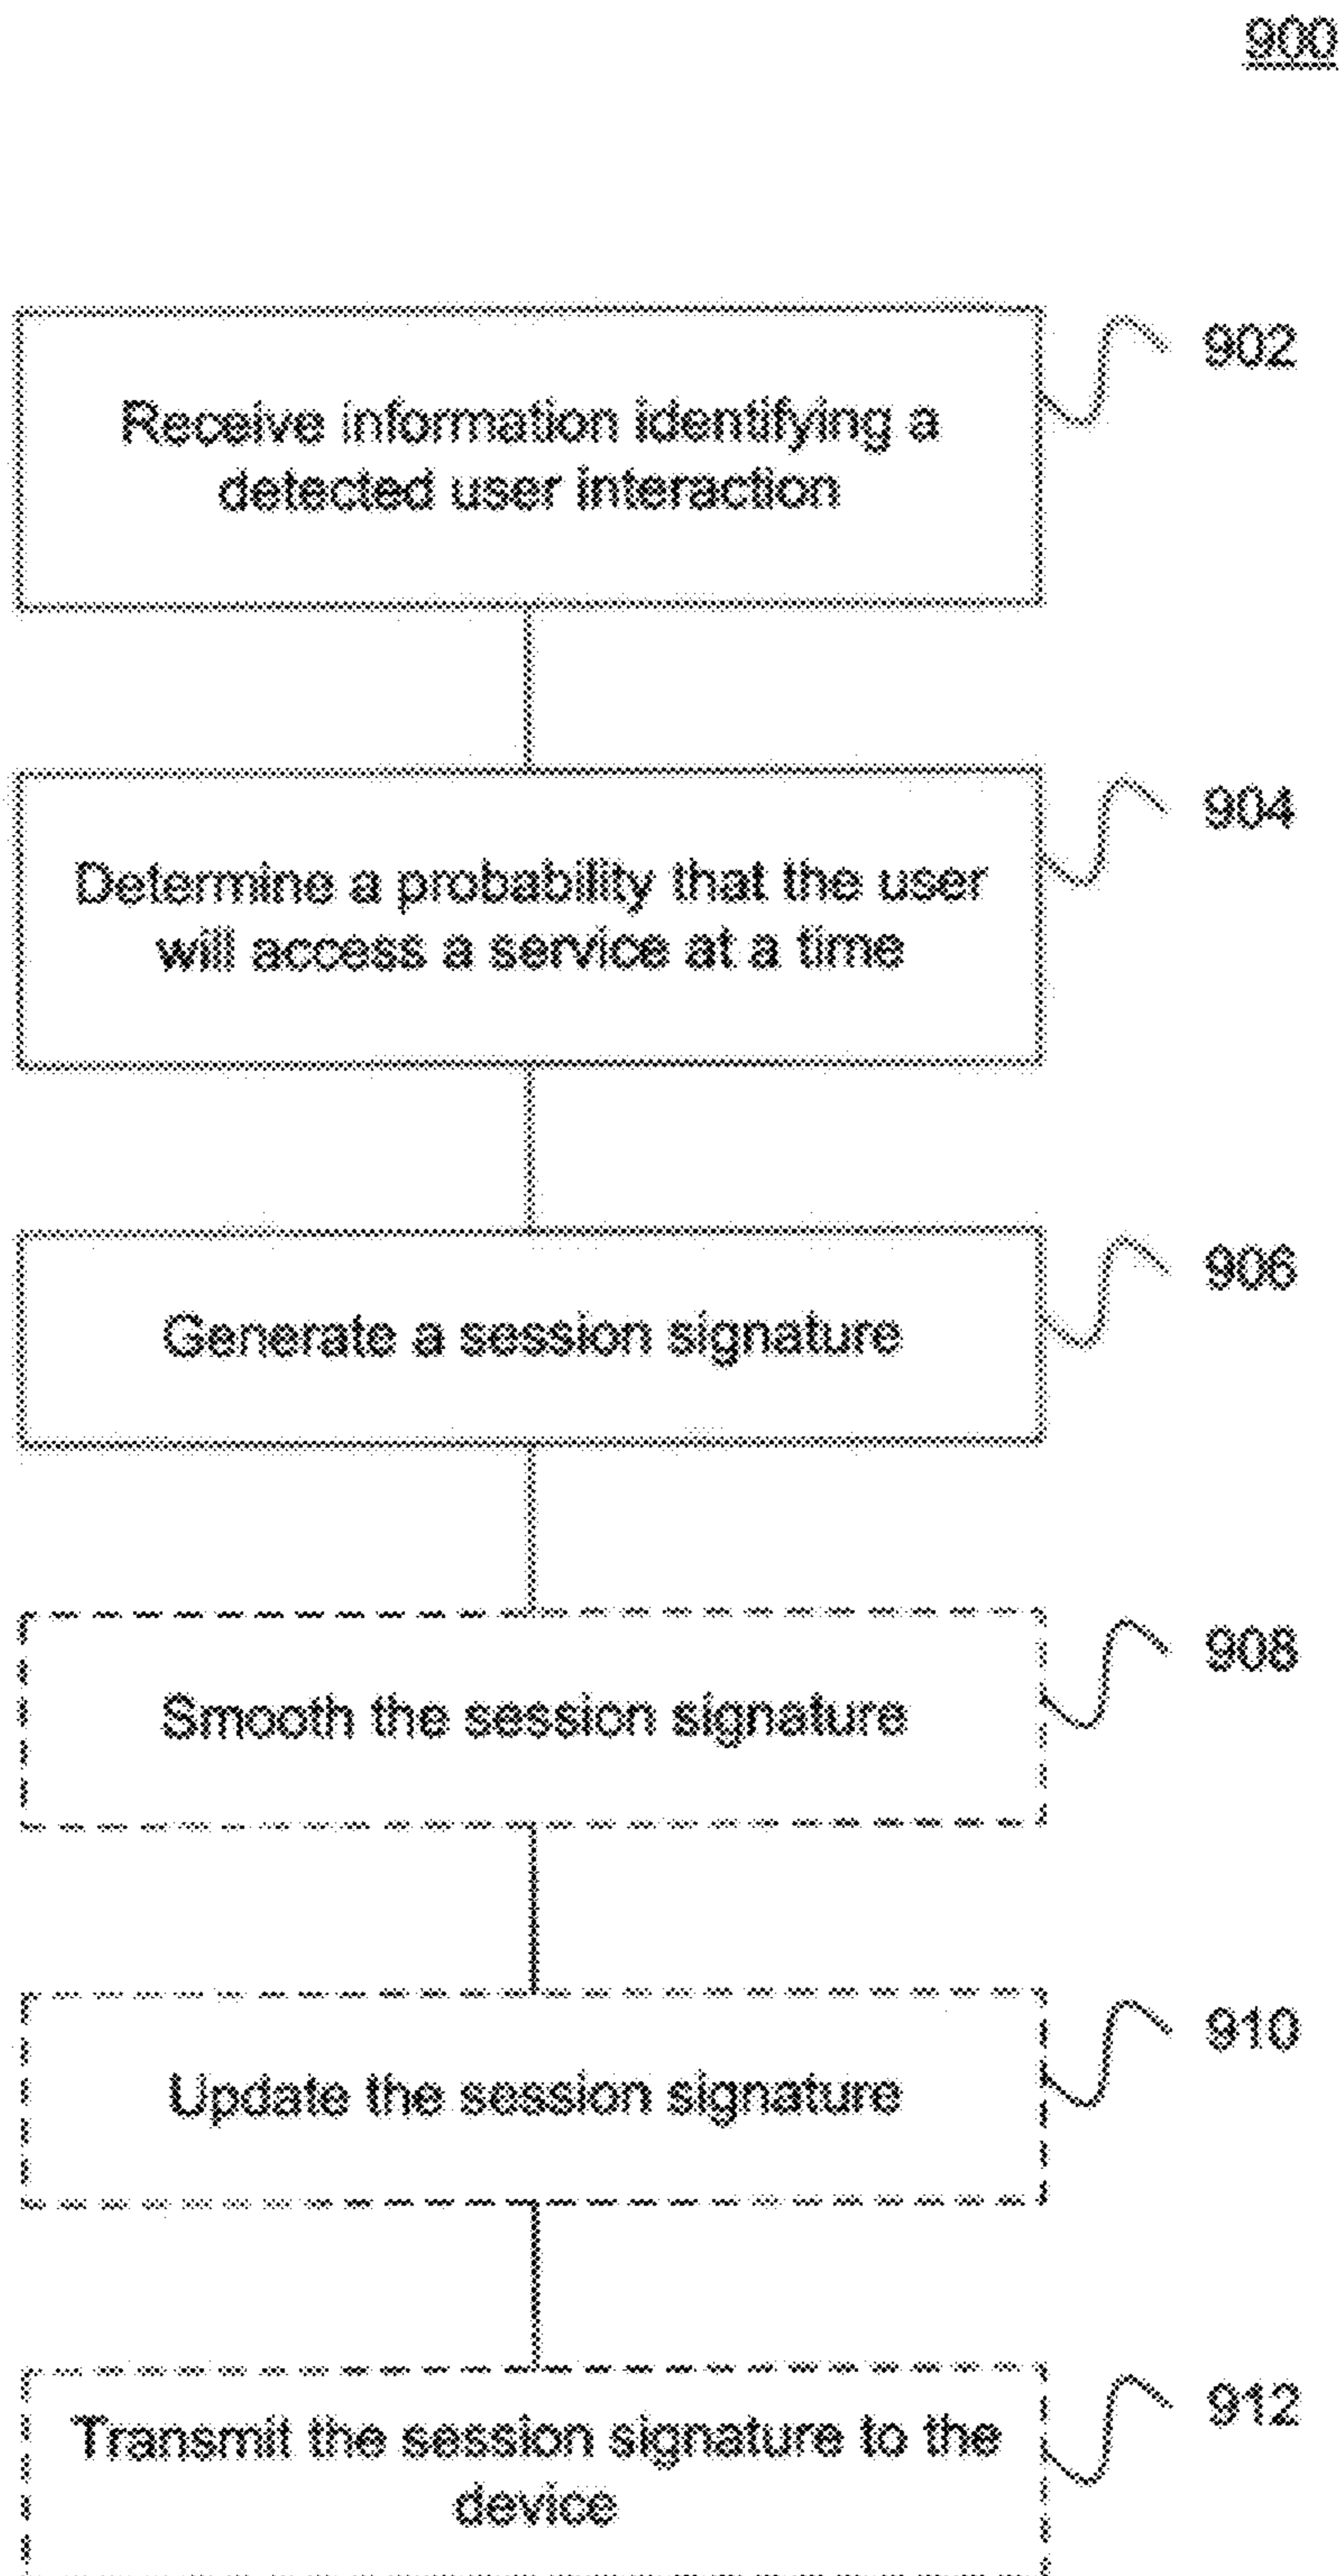 900
Receive information identifying a
detected user interaction
902
Determine a probability that the user
will access a service at a time
904
Generate a session signature
906
Smooth the session signature
908
Update the session signature
910
Transmit the session signature to the
device
912